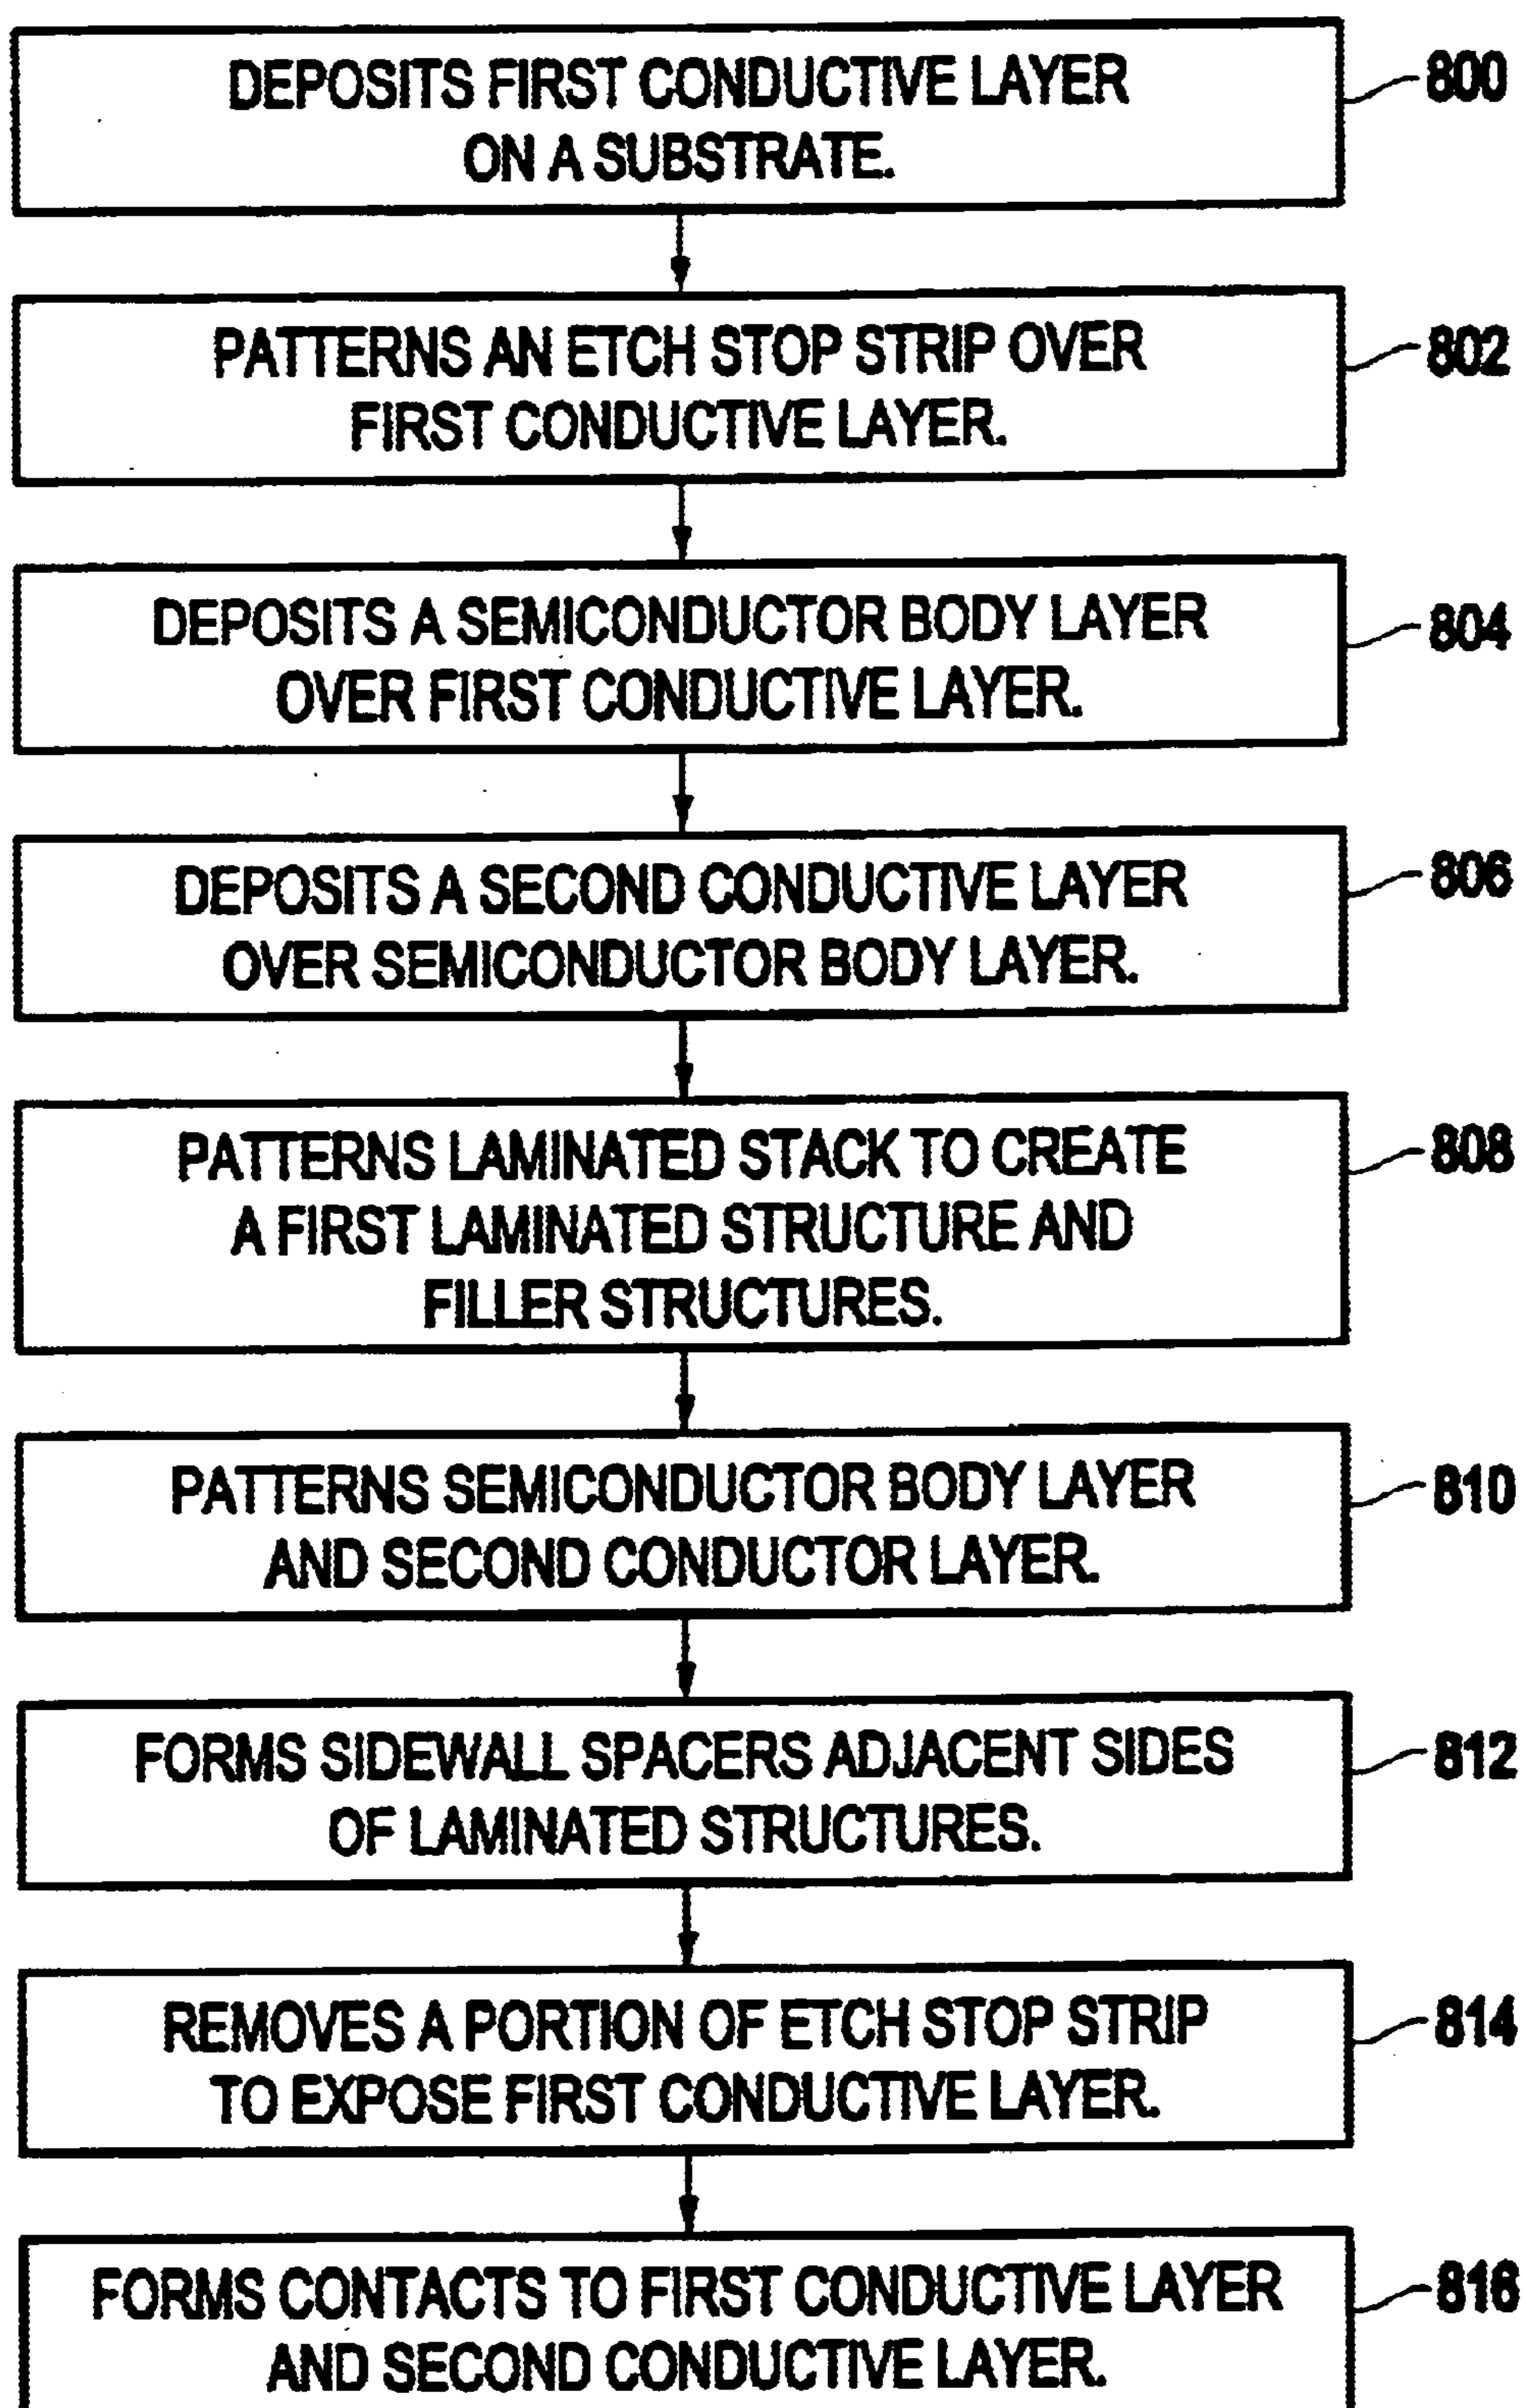 DEPOSITS FIRST CONDUCTIVE LAYER
ON A SUBSTRATE.
800
PATTERNS AN ETCH STOP STRIP OVER
FIRST CONDUCTIVE LAYER.
802
DEPOSITS A SEMICONDUCTOR BODY LAYER
OVER FIRST CONDUCTIVE LAYER.
804
DEPOSITS A SECOND CONDUCTIVE LAYER
OVER SEMICONDUCTOR BODY LAYER.
806
PATTERNS LAMINATED STACK TO CREATE
A FIRST LAMINATED STRUCTURE AND
FILLER STRUCTURES.
808
PATTERNS SEMICONDUCTOR BODY LAYER
AND SECOND CONDUCTOR LAYER.
810
FORMS SIDEWALL SPACERS ADJACENT SIDES
OF LAMINATED STRUCTURES.
812
REMOVES A PORTION OF ETCH STOP STRIP
TO EXPOSE FIRST CONDUCTIVE LAYER.
814
FORMS CONTACTS TO FIRST CONDUCTIVE LAYER
AND SECOND CONDUCTIVE LAYER.
816